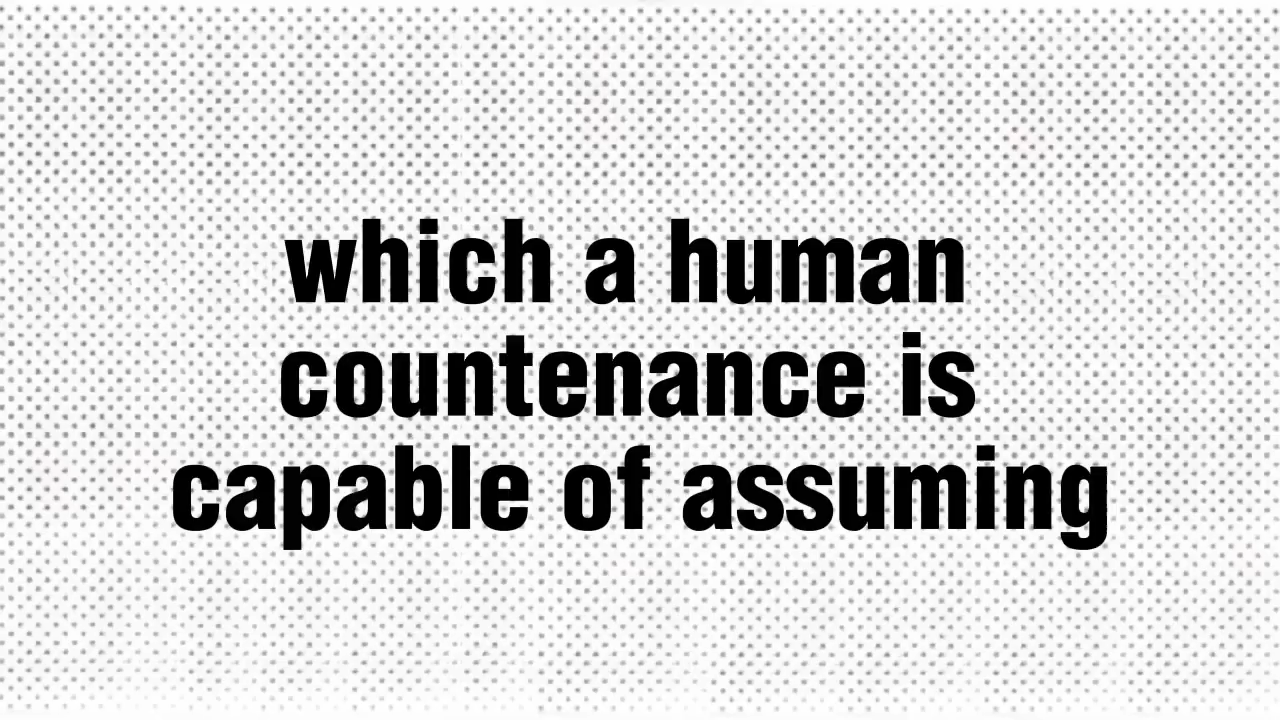 which a human
countenance is
capable of assuming